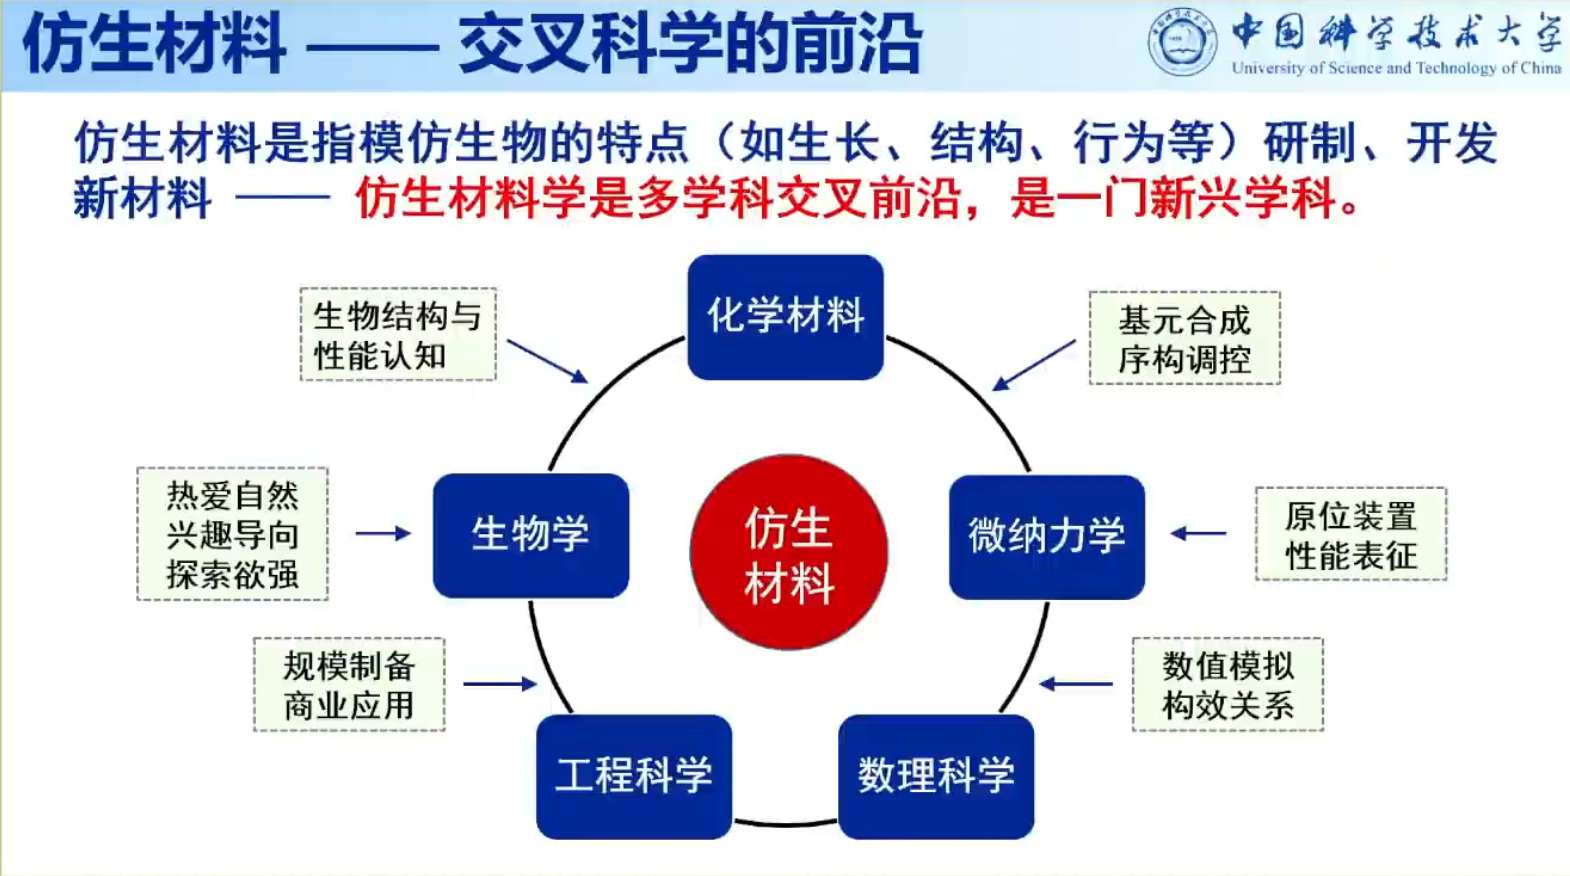 仿生材料 —— 交叉科学的前沿
中国科学技术大学
University of Science and Technology of China
仿生材料是指模仿生物的特点（如生长、结构、行为等）研制、开发
新材料 —— 仿生材料学是多学科交叉前沿，是一门新兴学科。
化学材料
生物结构与
性能认知
基元合成
序构调控
热爱自然
兴趣导向
探索欲强
生物学
仿生
材料
微纳力学
原位装置
性能表征
规模制备
商业应用
数值模拟
构效关系
工程科学
数理科学